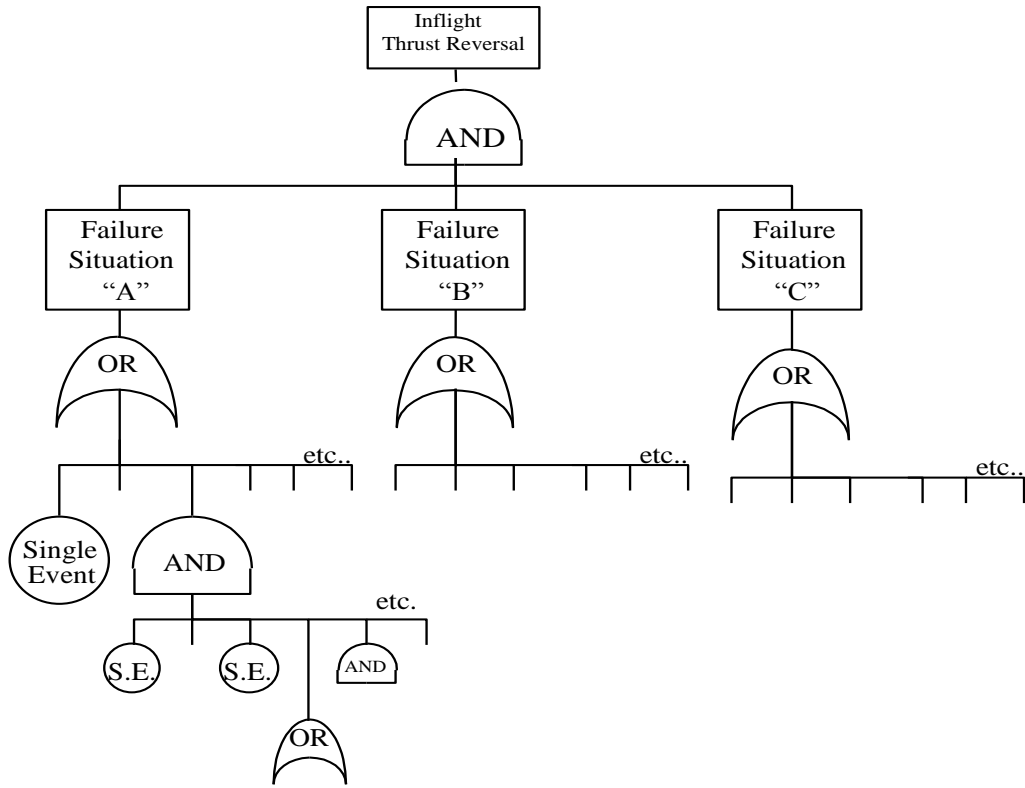 Inflight
Thrust Reversal
AND
Failure
Situation
“A”
Failure
Situation
“B”
Failure
Situation
“C”
OR
OR
OR
etc..
etc..
etc..
Single
Event
AND
etc.
S.E.
S.E.
AND
OR